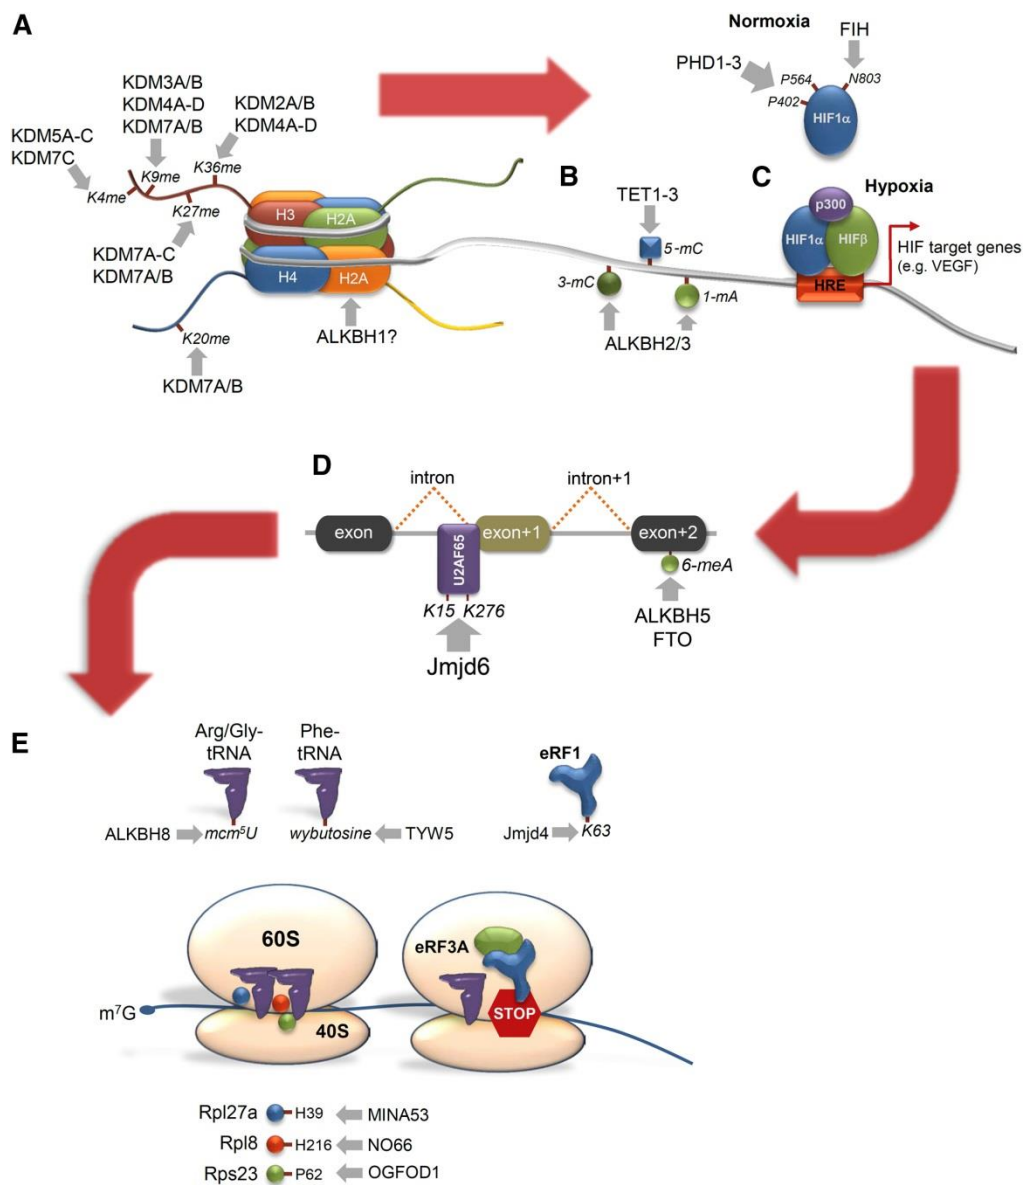 A
Normoxia
FIH
PHD1-3
P564
N803
P402
HIF1α
KDM3A/B
KDM4A-D
KDM7A/B
KDM2A/B
KDM4A-D
KDM5A-C
KDM7C
K4me
K9me
K36me
K27me
KDM7A-C
KDM7A/B
H3
H2A
H4
H2A
K20me
KDM7A/B
ALKBH1?
B
TET1-3
5-mC
3-mC
1-mA
ALKBH2/3
C
Hypoxia
p300
HIF1α
HIFβ
HRE
HIF target genes
(e.g. VEGF)
D
intron
intron+1
exon
U2AF65
exon+1
exon+2
6-meA
K15
K276
ALKBH5
FTO
Jmjd6
E
Arg/Gly-
tRNA
Phe-
tRNA
eRF1
ALKBH8
mcm⁵U
wybutosine
TYW5
Jmjd4
K63
60S
eRF3A
m⁷G
40S
STOP
Rpl27a
H39
MINA53
Rpl8
H216
NO66
Rps23
P62
OGFOD1